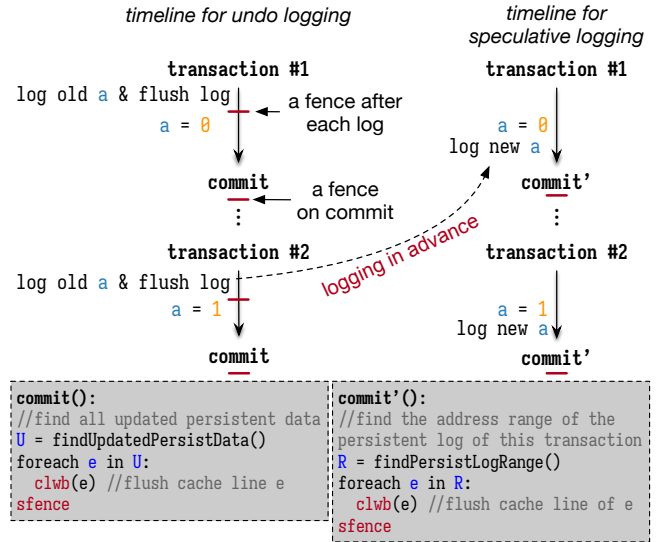 timeline for undo logging
transaction #1
log old a & flush log
a fence after
each log
a = 0
commit
a fence
on commit
⋮
transaction #2
log old a & flush log
a = 1
commit
logging in advance
timeline for
speculative logging
transaction #1
a = 0
log new a
commit'
⋮
transaction #2
a = 1
log new a
commit'
commit():
//find all updated persistent data
U = findUpdatedPersistData()
foreach e in U:
clwb(e) //flush cache line e
sfence
commit'():
//find the address range of the
persistent log of this transaction
R = findPersistLogRange()
foreach e in R:
clwb(e) //flush cache line of e
sfence